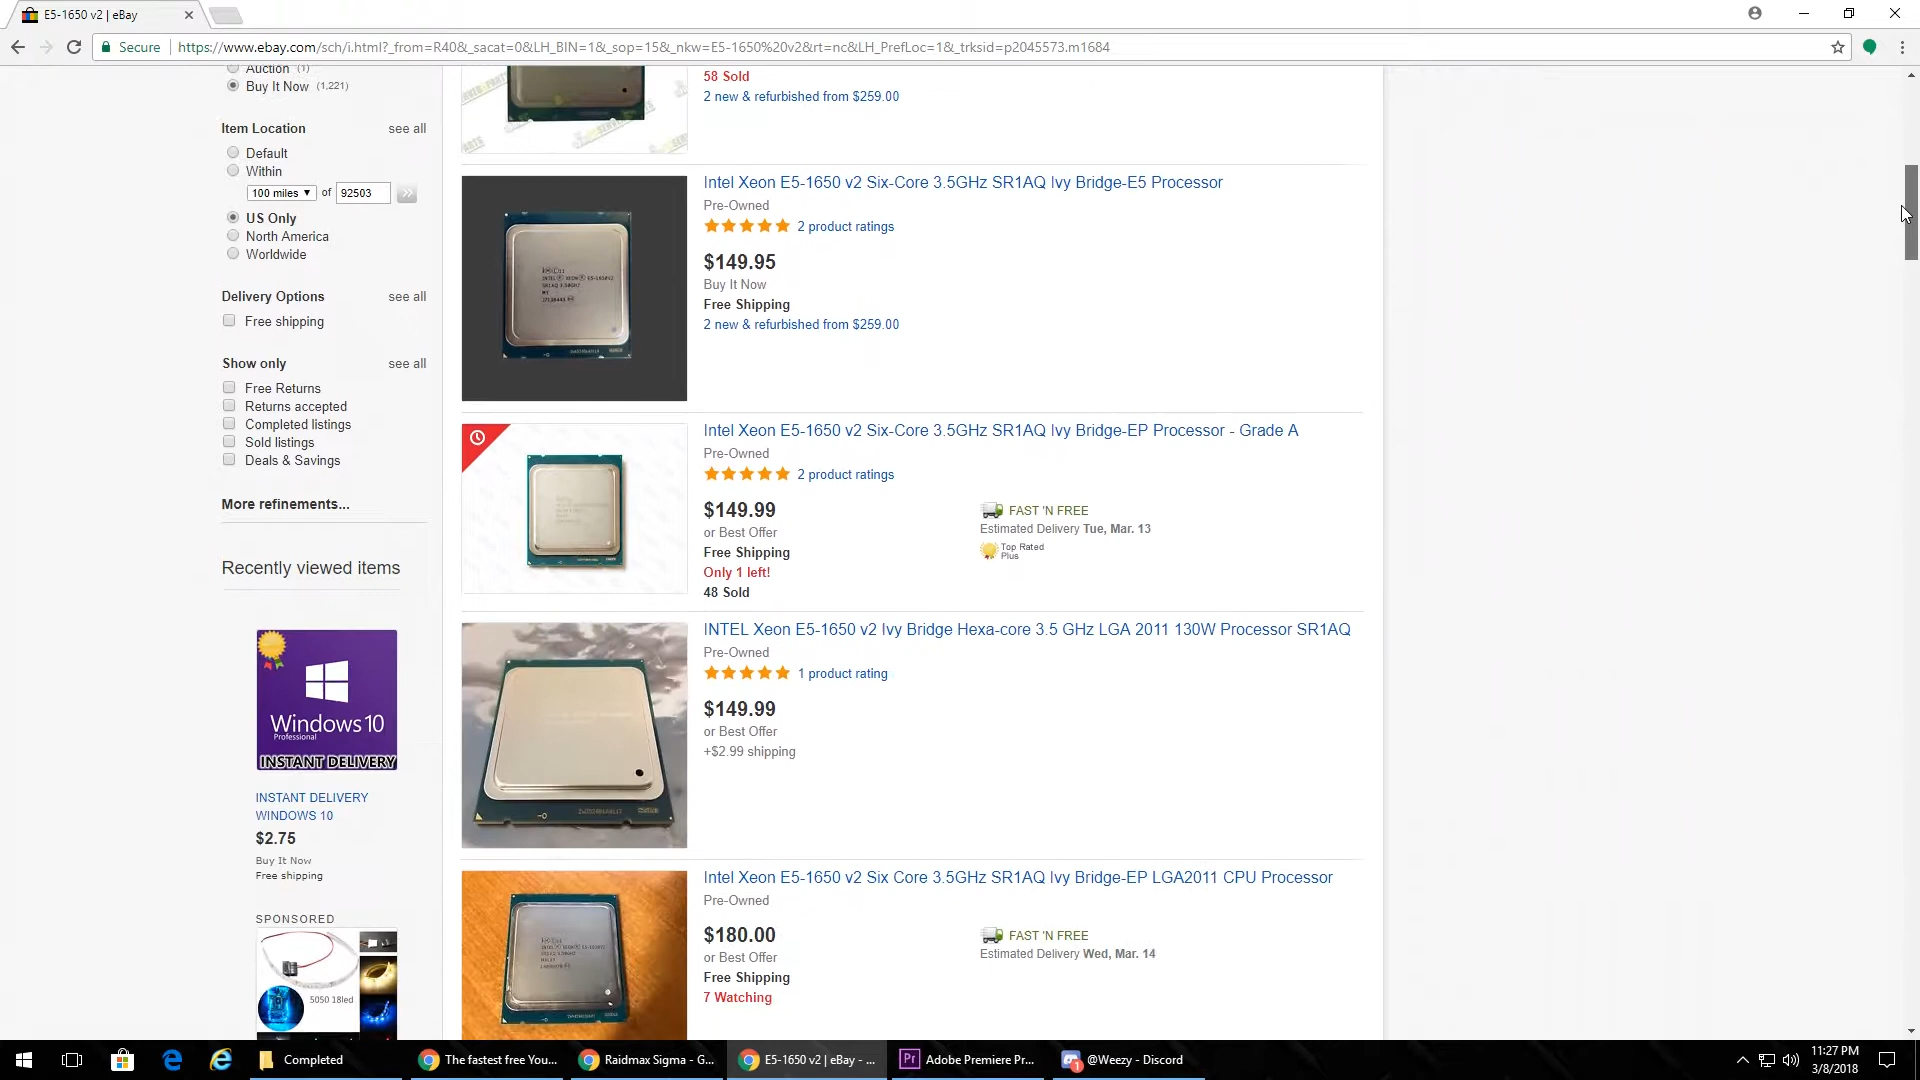 E5-1650 v2 | eBay
Secure
https://www.ebay.com/sch/i.html?_from=R40&_sacat=0&LH_BIN=1&_sop=15&_nkw=E5-1650%20v2&rt=nc&LH_PrefLoc=1&_trksid=p2045573.m1684
Auction (1)
Buy It Now (1,221)
Item Location see all
Default
Within
100 miles of 92503
US Only
North America
Worldwide
Delivery Options see all
Free shipping
Show only see all
Free Returns
Returns accepted
Completed listings
Sold listings
Deals & Savings
More refinements...
Recently viewed items
Windows 10
Professional
INSTANT DELIVERY
INSTANT DELIVERY
WINDOWS 10
$2.75
Buy It Now
Free shipping
SPONSORED
5050 18led
58 Sold
2 new & refurbished from $259.00
Intel Xeon E5-1650 v2 Six-Core 3.5GHz SR1AQ Ivy Bridge-E5 Processor
Pre-Owned
2 product ratings
$149.95
Buy It Now
Free Shipping
2 new & refurbished from $259.00
Intel Xeon E5-1650 v2 Six-Core 3.5GHz SR1AQ Ivy Bridge-EP Processor - Grade A
Pre-Owned
2 product ratings
$149.99
or Best Offer
Free Shipping
Only 1 left!
48 Sold
FAST 'N FREE
Estimated Delivery Tue, Mar. 13
Top Rated
Plus
INTEL Xeon E5-1650 v2 Ivy Bridge Hexa-core 3.5 GHz LGA 2011 130W Processor SR1AQ
Pre-Owned
1 product rating
$149.99
or Best Offer
+$2.99 shipping
Intel Xeon E5-1650 v2 Six Core 3.5GHz SR1AQ Ivy Bridge-EP LGA2011 CPU Processor
Pre-Owned
$180.00
or Best Offer
Free Shipping
7 Watching
FAST 'N FREE
Estimated Delivery Wed, Mar. 14
Completed
The fastest free You...
Raidmax Sigma - G...
E5-1650 v2 | eBay - ...
Pr
Adobe Premiere Pr...
1
@Weezy - Discord
11:27 PM
3/8/2018